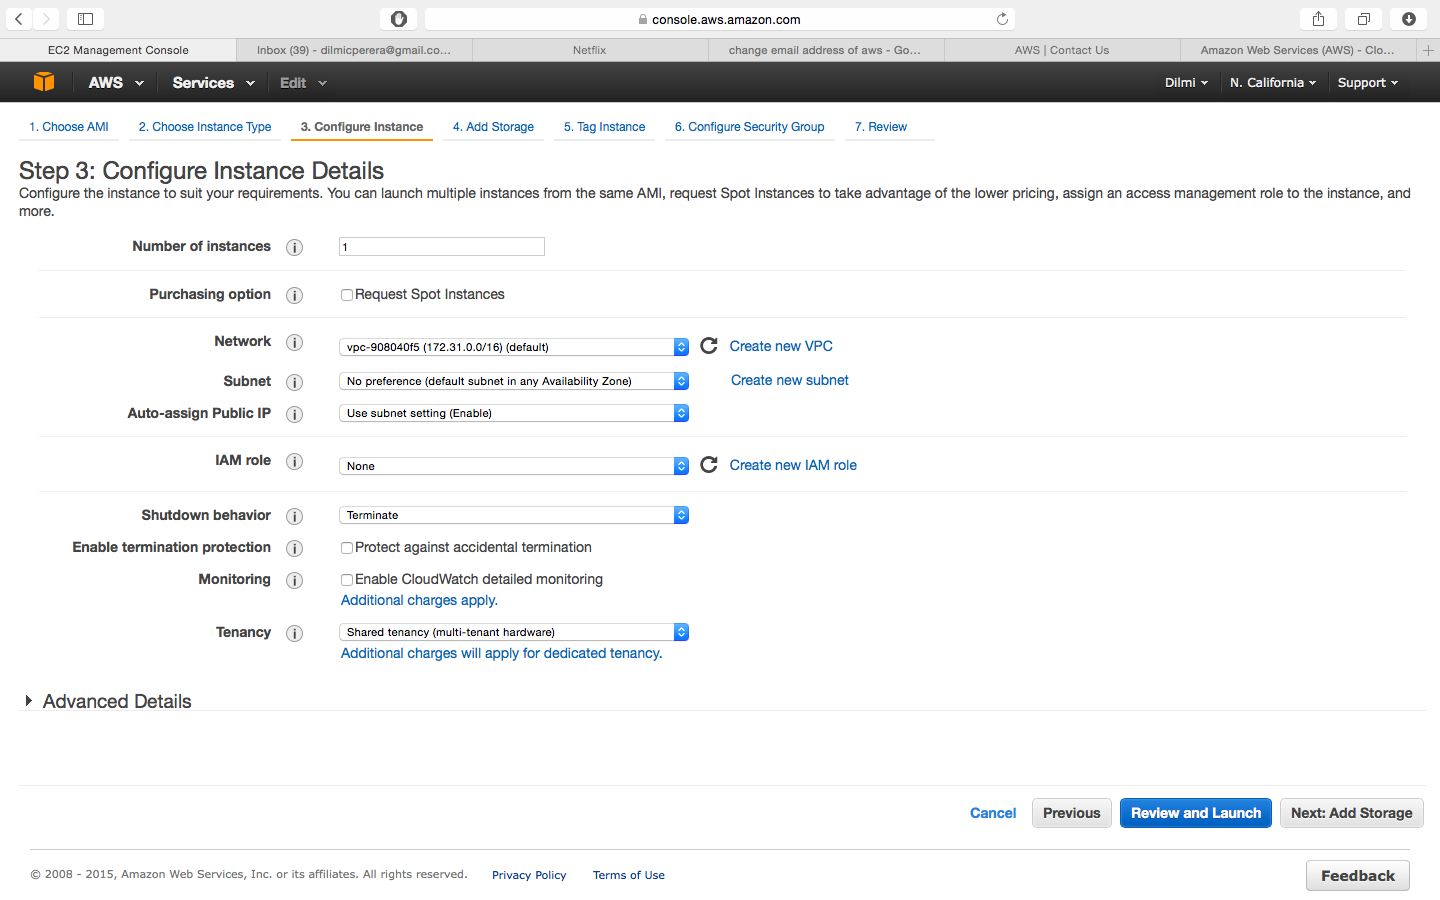 console.aws.amazon.com
EC2 Management Console
Inbox (39) - dilmicperera@gmail.co...
Netflix
change email address of aws - Go...
AWS | Contact Us
Amazon Web Services (AWS) - Clo...
AWS Services Edit Dilmi N. California Support
1. Choose AMI 2. Choose Instance Type 3. Configure Instance 4. Add Storage 5. Tag Instance 6. Configure Security Group 7. Review
Step 3: Configure Instance Details
Configure the instance to suit your requirements. You can launch multiple instances from the same AMI, request Spot Instances to take advantage of the lower pricing, assign an access management role to the instance, and
more.
Number of instances 1
Purchasing option Request Spot Instances
Network vpc-908040f5 (172.31.0.0/16) (default) Create new VPC
Subnet No preference (default subnet in any Availability Zone) Create new subnet
Auto-assign Public IP Use subnet setting (Enable)
IAM role None Create new IAM role
Shutdown behavior Terminate
Enable termination protection Protect against accidental termination
Monitoring Enable CloudWatch detailed monitoring
Additional charges apply.
Tenancy Shared tenancy (multi-tenant hardware)
Additional charges will apply for dedicated tenancy.
Advanced Details
Cancel Previous Review and Launch Next: Add Storage
© 2008 - 2015, Amazon Web Services, Inc. or its affiliates. All rights reserved. Privacy Policy Terms of Use Feedback